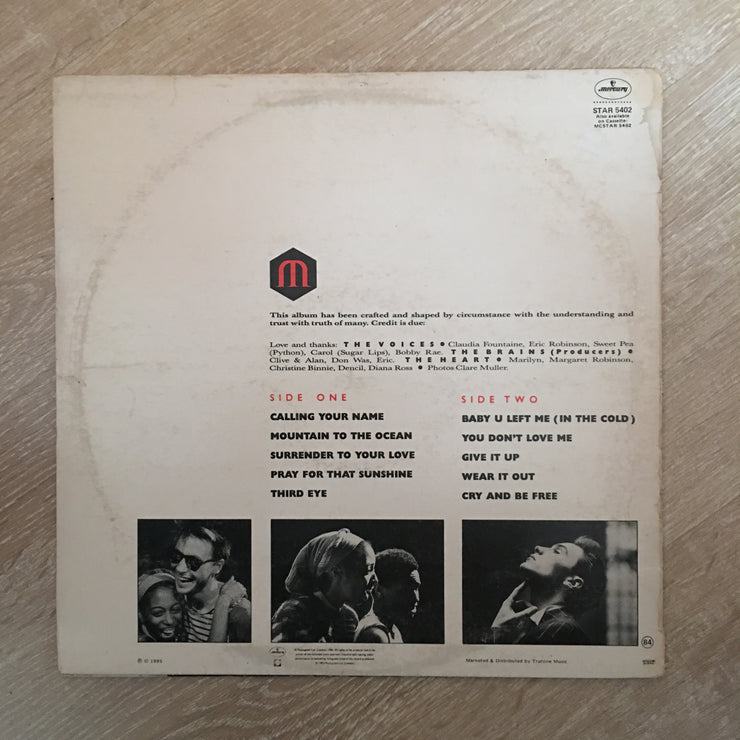 mercury
STAR 5402
Also available
on Cassette:
MCSTAR 5402
M
This album has been crafted and shaped by circumstance with the understanding and
trust with truth of many. Credit is due:
Love and thanks: THE VOICES • Claudia Fountaine, Eric Robinson, Sweet Pea
(Python), Carol (Sugar Lips), Bobby Rae. THE BRAINS (Producers) •
Clive & Alan, Don Was, Eric. THE HEART • Marilyn, Margaret Robinson,
Christine Binnie, Dencil, Diana Ross • Photos Clare Muller.
SIDE ONE
CALLING YOUR NAME
MOUNTAIN TO THE OCEAN
SURRENDER TO YOUR LOVE
PRAY FOR THAT SUNSHINE
THIRD EYE
SIDE TWO
BABY U LEFT ME (IN THE COLD)
YOU DON'T LOVE ME
GIVE IT UP
WEAR IT OUT
CRY AND BE FREE
84
℗ © 1985
Marketed & Distributed by Trutone Music